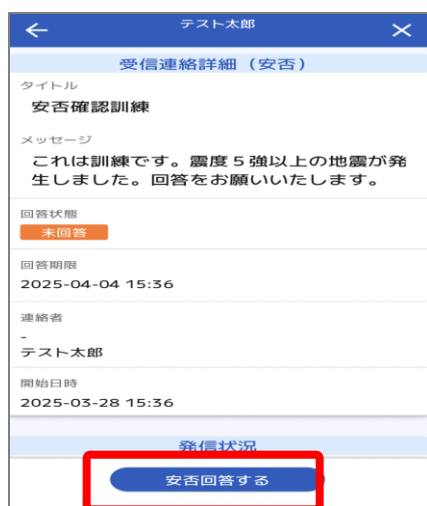 テスト太郎
受信連絡詳細（安否）
タイトル
安否確認訓練
メッセージ
これは訓練です。震度５強以上の地震が発
生しました。回答をお願いいたします。
回答状態
未回答
回答期限
2025-04-04 15:36
連絡者
-
テスト太郎
開始日時
2025-03-28 15:36
発信状況
安否回答する